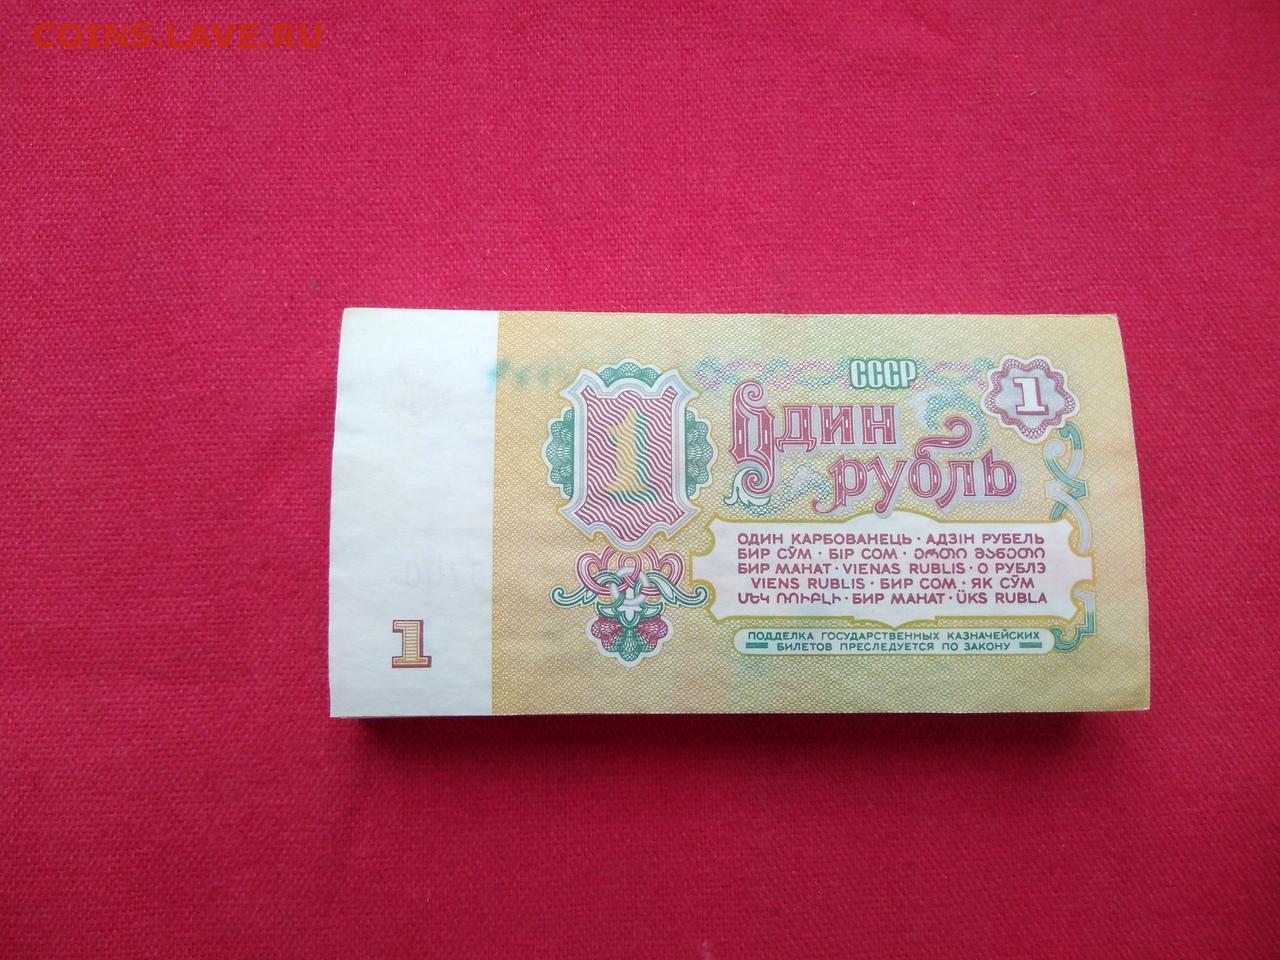 COINS.LAVE.RU
СССР
1
Один
рубль
1
ОДИН КАРБОВАНЕЦЬ · АДЗІН РУБЕЛЬ
БИР СЎМ · БІР СОМ · ᲔᲠᲗᲘ ᲛᲐᲜᲔᲗᲘ
БИР МАНАТ · VIENAS RUBLIS · О РУБЛЭ
VIENS RUBLIS · БИР СОМ · ЯК СӮМ
ՄԵԿ ՌՈՒԲԼԻ · БИР МАНАТ · ÜKS RUBLA
ПОДДЕЛКА ГОСУДАРСТВЕННЫХ КАЗНАЧЕЙСКИХ
БИЛЕТОВ ПРЕСЛЕДУЕТСЯ ПО ЗАКОНУ
1